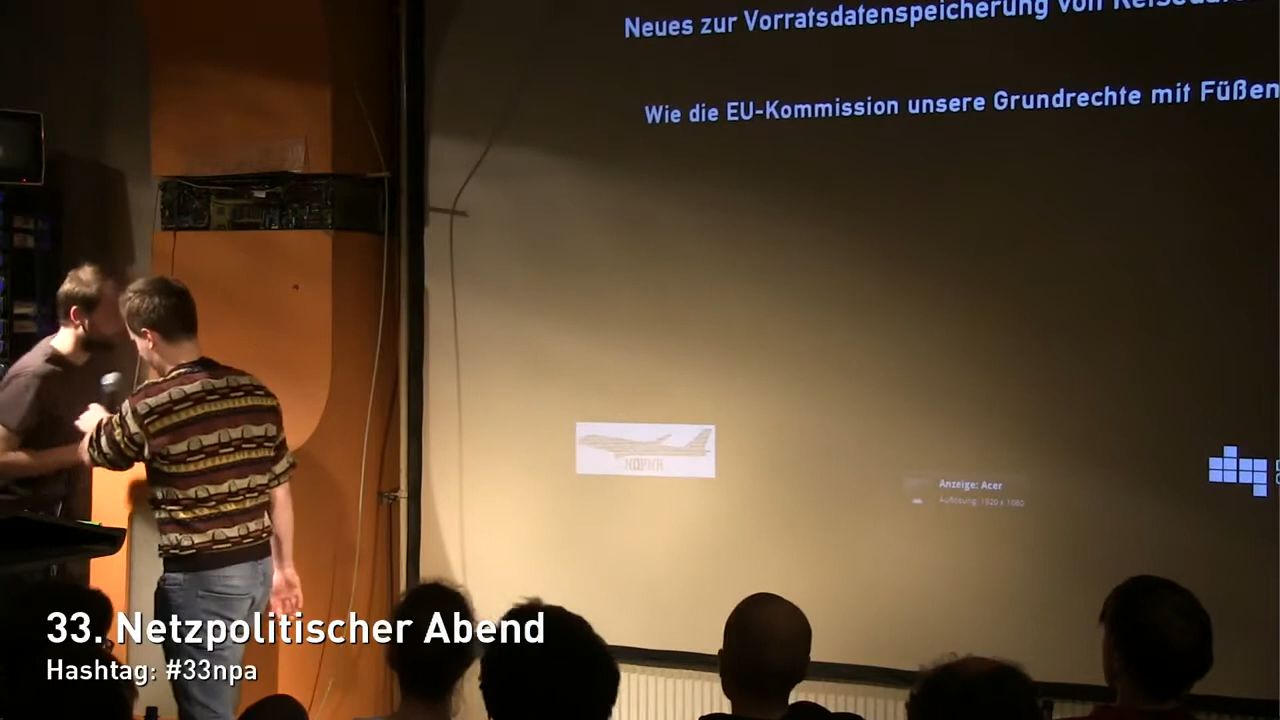 Neues zur Vorratsdatenspeicherung von
Wie die EU-Kommission unsere Grundrechte mit Füßen
NOPNR
Anzeige: Acer
Auflösung: 1920 x 1080
33. Netzpolitischer Abend
Hashtag: #33npa